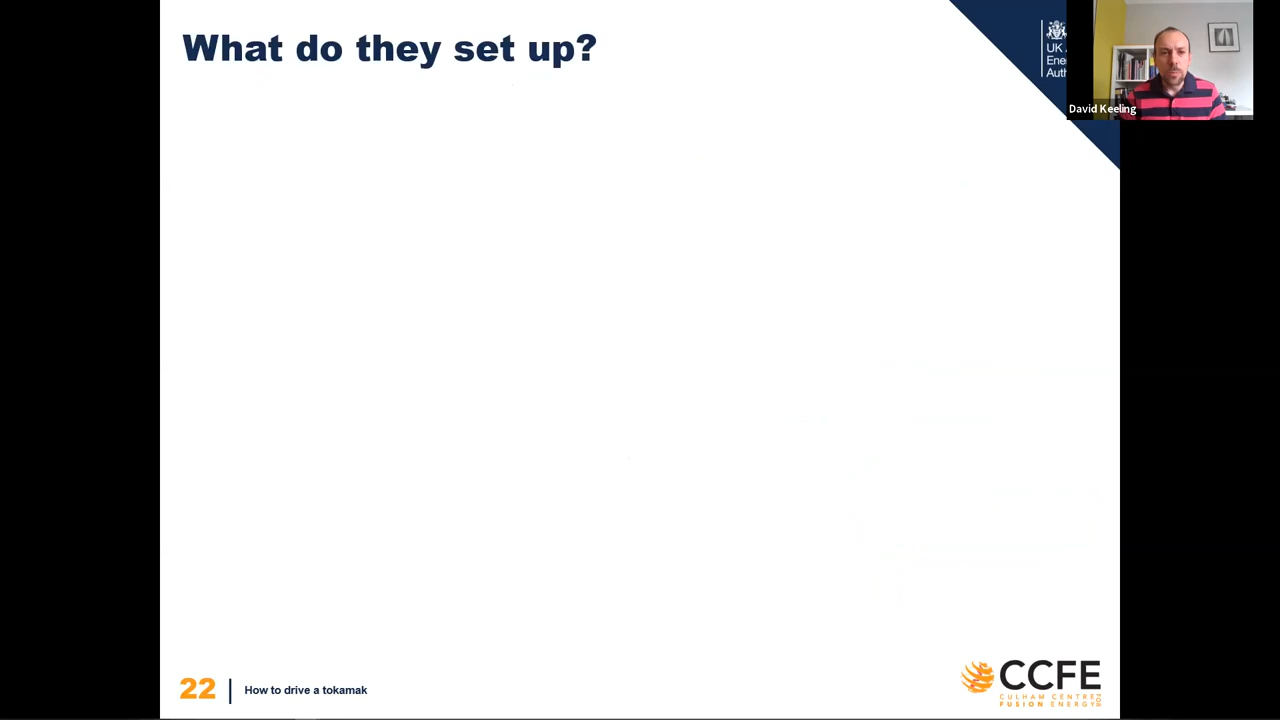 What do they set up?
UK
Ene
Auth
David Keeling
22
How to drive a tokamak
CCFE
CULHAM CENTRE
FOR
FUSION ENERGY